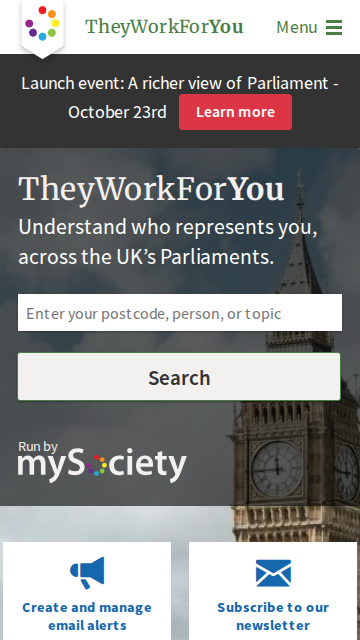 TheyWorkForYou
Menu
Launch event: A richer view of Parliament -
October 23rd
Learn more
TheyWorkForYou
Understand who represents you,
across the UK’s Parliaments.
Enter your postcode, person, or topic
Search
Run by
mySociety
Create and manage
email alerts
Subscribe to our
newsletter